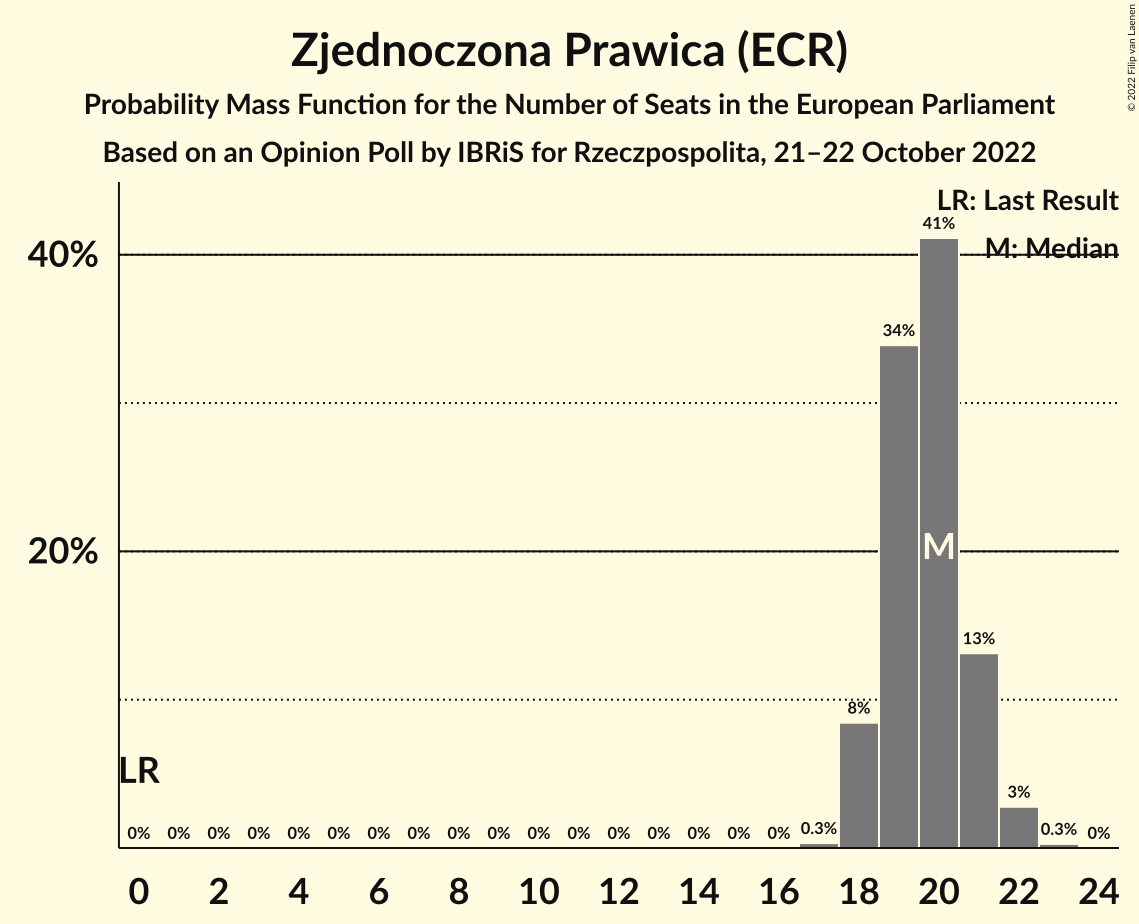 Zjednoczona Prawica (ECR)
Probability Mass Function for the Number of Seats in the European Parliament
Based on an Opinion Poll by IBRiS for Rzeczpospolita, 21–22 October 2022
© 2022 Filip van Laenen
LR: Last Result
M: Median
40%
20%
41%
34%
M
13%
8%
3%
LR
0% 0% 0% 0% 0% 0% 0% 0% 0% 0% 0% 0% 0% 0% 0% 0% 0% 0.3% 0.3% 0%
0 2 4 6 8 10 12 14 16 18 20 22 24